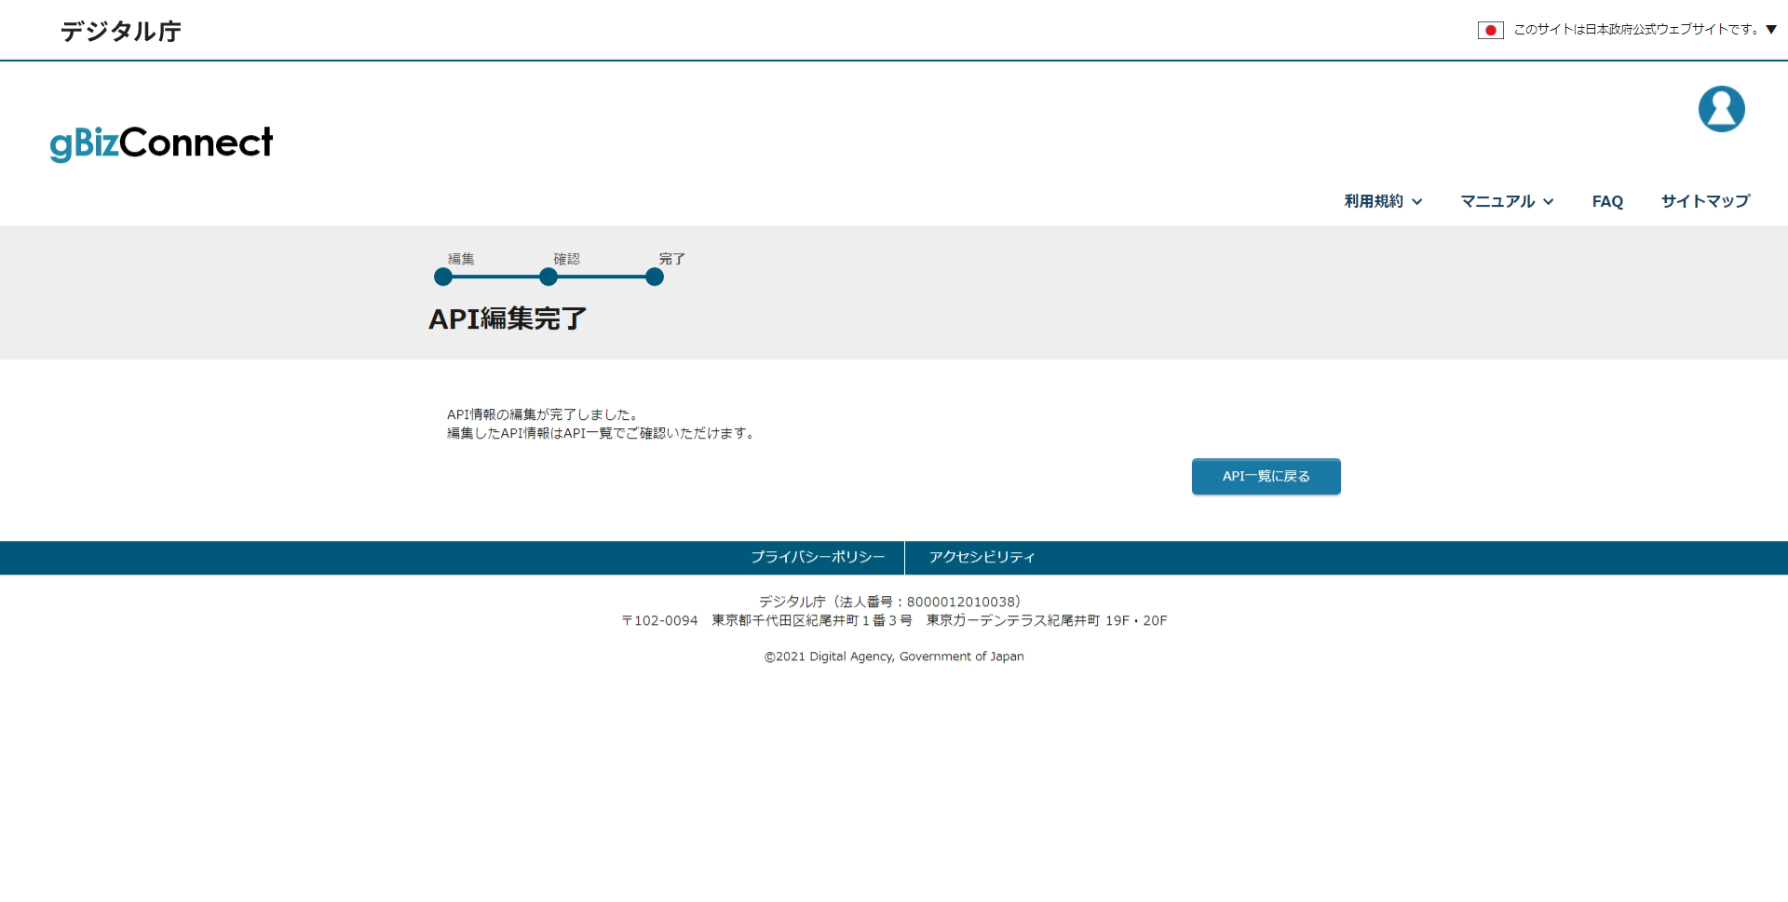 デジタル庁
このサイトは日本政府公式ウェブサイトです。▼
gBizConnect
利用規約 マニュアル FAQ サイトマップ
編集 確認 完了
API編集完了
API情報の編集が完了しました。
編集したAPI情報はAPI一覧でご確認いただけます。
API一覧に戻る
プライバシーポリシー アクセシビリティ
デジタル庁（法人番号：8000012010038）
〒102-0094　東京都千代田区紀尾井町１番３号　東京ガーデンテラス紀尾井町 19F・20F
©2021 Digital Agency, Government of Japan